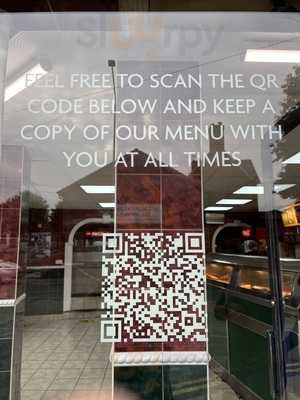 Slurrpy
FEEL FREE TO SCAN THE QR
CODE BELOW AND KEEP A
COPY OF OUR MENU WITH
YOU AT ALL TIMES